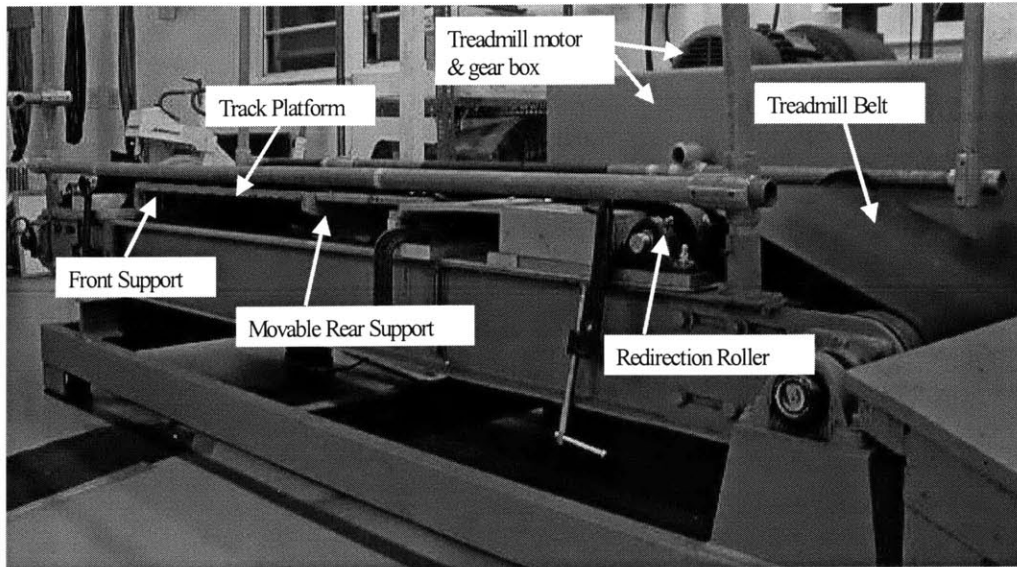 Treadmill motor
& gear box
Treadmill Belt
Track Platform
Front Support
Movable Rear Support
Redirection Roller